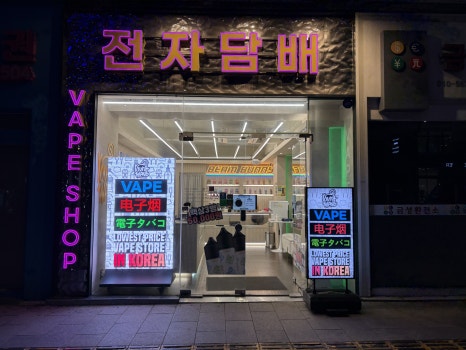 전자담배
VAPE SHOP
VAPE
电子烟
電子タバコ
LOWEST PRICE
VAPE STORE
IN KOREA
VAPE
电子烟
電子タバコ
LOWEST PRICE
VAPE STORE
IN KOREA